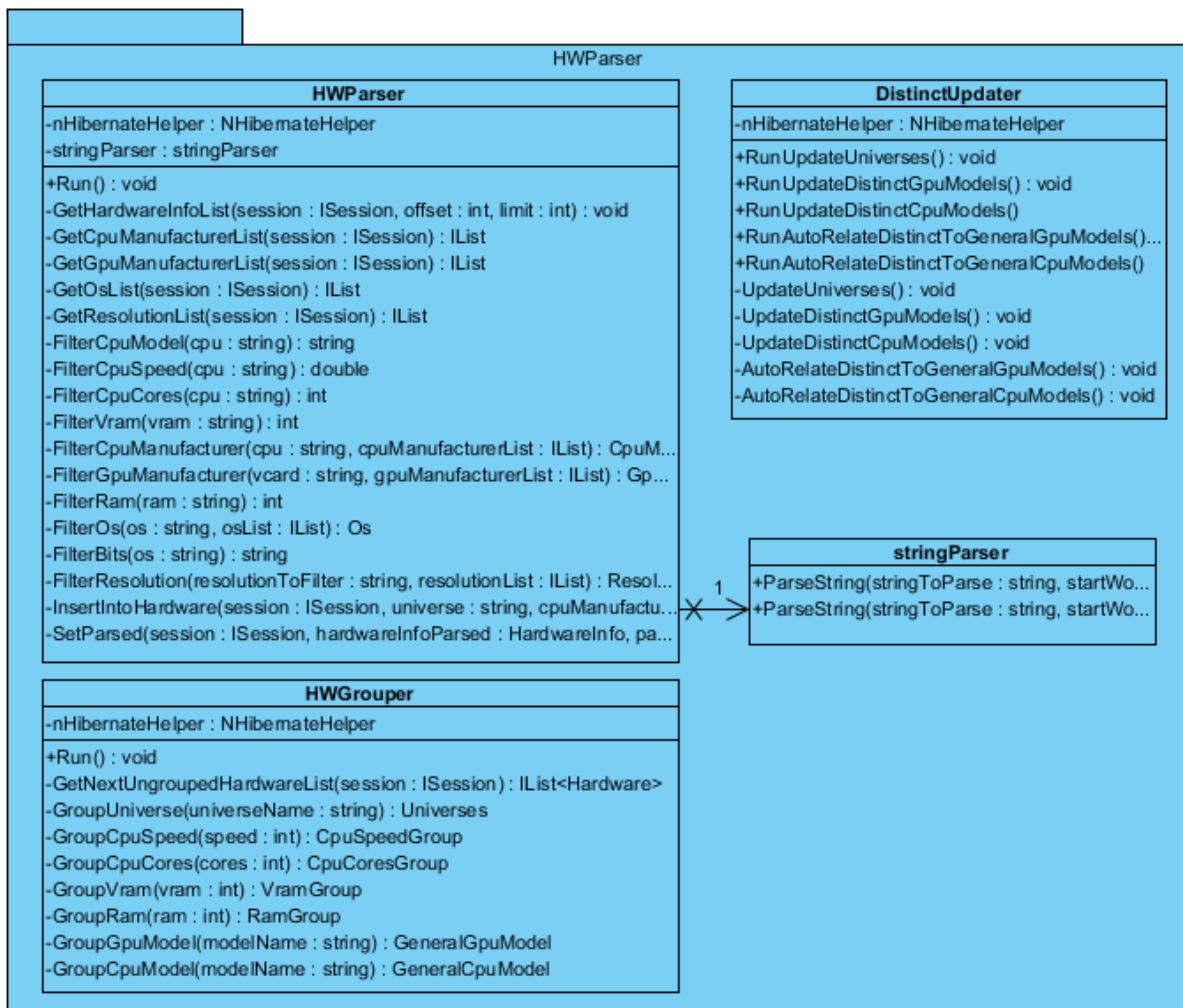 HWParser
HWParser
-nHibernateHelper : NHibernateHelper
-stringParser : stringParser
+Run() : void
-GetHardwareInfoList(session : ISession, offset : int, limit : int) : void
-GetCpuManufacturerList(session : ISession) : IList
-GetGpuManufacturerList(session : ISession) : IList
-GetOsList(session : ISession) : IList
-GetResolutionList(session : ISession) : IList
-FilterCpuModel(cpu : string) : string
-FilterCpuSpeed(cpu : string) : double
-FilterCpuCores(cpu : string) : int
-FilterVram(vram : string) : int
-FilterCpuManufacturer(cpu : string, cpuManufacturerList : IList) : CpuM...
-FilterGpuManufacturer(vcard : string, gpuManufacturerList : IList) : Gp...
-FilterRam(ram : string) : int
-FilterOs(os : string, osList : IList) : Os
-FilterBits(os : string) : string
-FilterResolution(resolutionToFilter : string, resolutionList : IList) : Resol...
-InsertIntoHardware(session : ISession, universe : string, cpuManufactu...
-SetParsed(session : ISession, hardwareInfoParsed : HardwareInfo, pa...
DistinctUpdater
-nHibernateHelper : NHibernateHelper
+RunUpdateUniverses() : void
+RunUpdateDistinctGpuModels() : void
+RunUpdateDistinctCpuModels()
+RunAutoRelateDistinctToGeneralGpuModels()...
+RunAutoRelateDistinctToGeneralCpuModels()
-UpdateUniverses() : void
-UpdateDistinctGpuModels() : void
-UpdateDistinctCpuModels() : void
-AutoRelateDistinctToGeneralGpuModels() : void
-AutoRelateDistinctToGeneralCpuModels() : void
1
stringParser
+ParseString(stringToParse : string, startWo...
+ParseString(stringToParse : string, startWo...
HWGrouper
-nHibernateHelper : NHibernateHelper
+Run() : void
-GetNextUngroupedHardwareList(session : ISession) : IList<Hardware>
-GroupUniverse(universeName : string) : Universes
-GroupCpuSpeed(speed : int) : CpuSpeedGroup
-GroupCpuCores(cores : int) : CpuCoresGroup
-GroupVram(vram : int) : VramGroup
-GroupRam(ram : int) : RamGroup
-GroupGpuModel(modelName : string) : GeneralGpuModel
-GroupCpuModel(modelName : string) : GeneralCpuModel